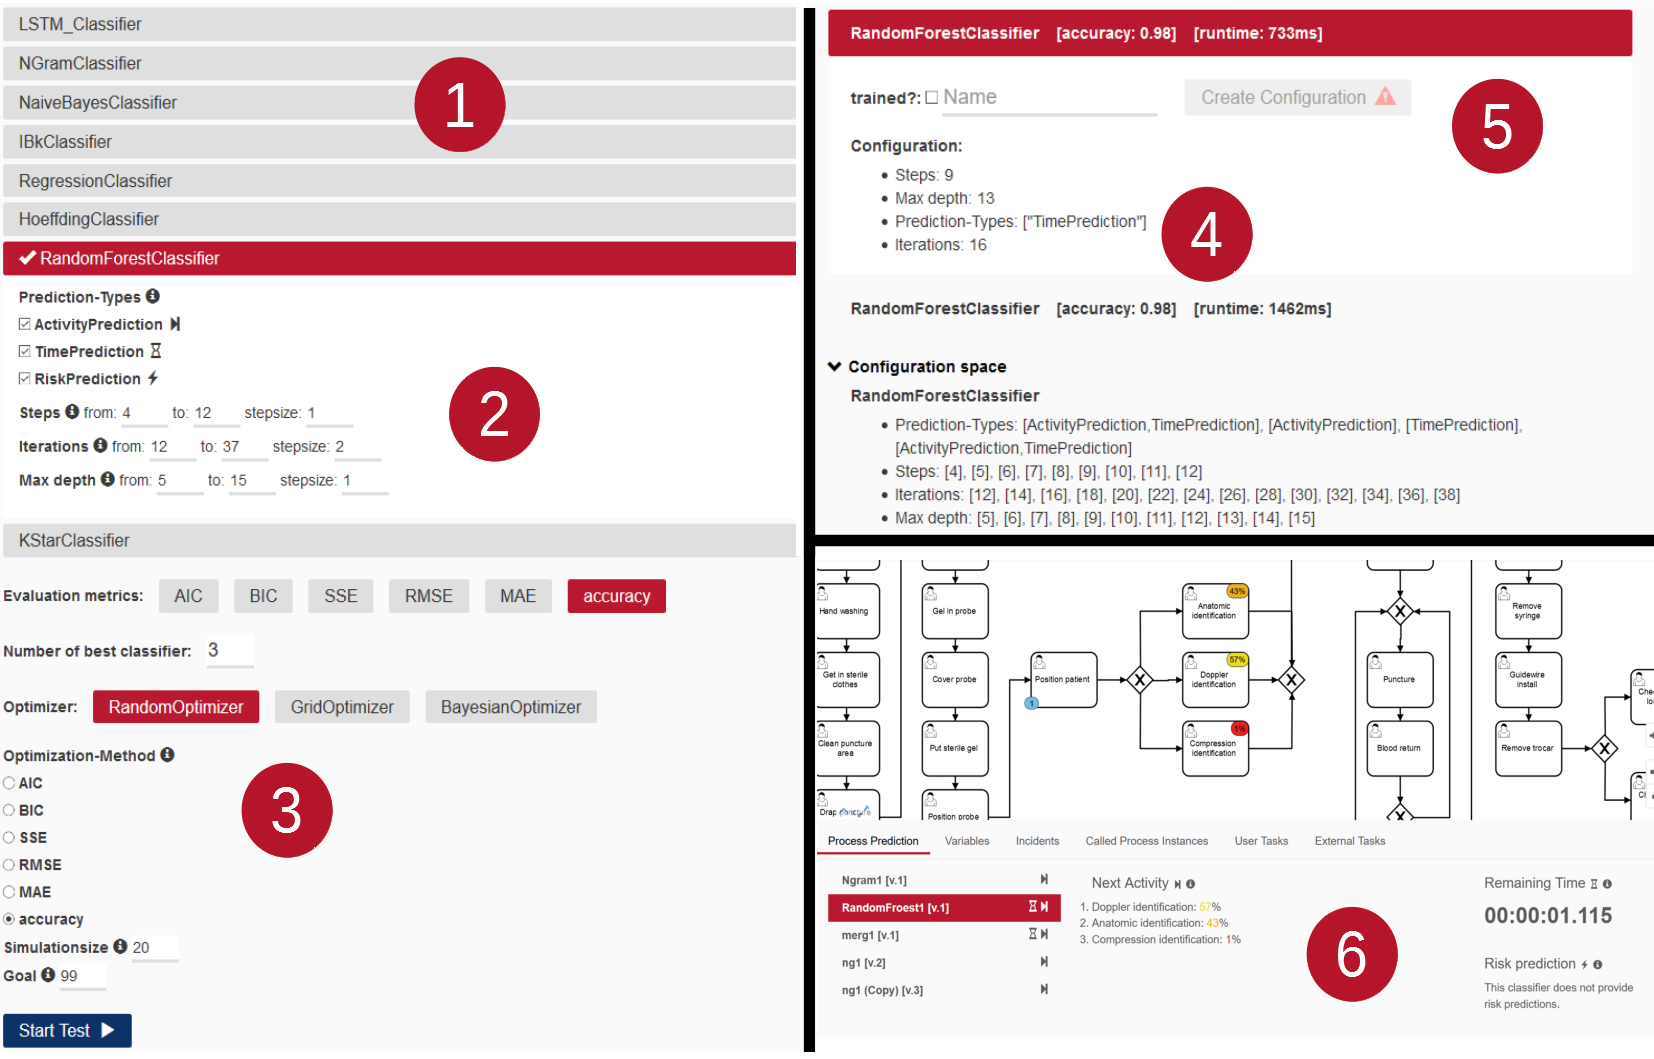 LSTM_Classifier
NGramClassifier
NaiveBayesClassifier
1
IBkClassifier
RegressionClassifier
HoeffdingClassifier
RandomForestClassifier
Prediction-Types
ActivityPrediction
TimePrediction
RiskPrediction
Steps from: 4 to: 12 stepsize: 1
2
Iterations from: 12 to: 37 stepsize: 2
Max depth from: 5 to: 15 stepsize: 1
KStarClassifier
Evaluation metrics: AIC BIC SSE RMSE MAE accuracy
Number of best classifier: 3
Optimizer: RandomOptimizer GridOptimizer BayesianOptimizer
Optimization-Method
AIC
BIC
3
SSE
RMSE
MAE
accuracy
Simulationsize 20
Goal 99
Start Test
RandomForestClassifier [accuracy: 0.98] [runtime: 733ms]
trained?: Name Create Configuration
5
Configuration:
Steps: 9
Max depth: 13
Prediction-Types: ["TimePrediction"]
4
Iterations: 16
RandomForestClassifier [accuracy: 0.98] [runtime: 1462ms]
Configuration space
RandomForestClassifier
Prediction-Types: [ActivityPrediction,TimePrediction], [ActivityPrediction], [TimePrediction],
[ActivityPrediction,TimePrediction]
Steps: [4], [5], [6], [7], [8], [9], [10], [11], [12]
Iterations: [12], [14], [16], [18], [20], [22], [24], [26], [28], [30], [32], [34], [36], [38]
Max depth: [5], [6], [7], [8], [9], [10], [11], [12], [13], [14], [15]
Hand washing
Get in sterile
clothes
Clean puncture
area
Drap puncture
Gel in probe
Cover probe
Put sterile gel
Position probe
Position patient
1
X
43%
Anatomic
identification
57%
Doppler
identification
1%
Compression
identification
X
X
Puncture
Blood return
X
Remove
syringe
Guidewire
install
Remove trocar
X
Process Prediction Variables Incidents Called Process Instances User Tasks External Tasks
Ngram1 [v.1]
RandomFroest1 [v.1]
merg1 [v.1]
ng1 [v.2]
ng1 (Copy) [v.3]
Next Activity
1. Doppler identification: 57%
2. Anatomic identification: 43%
3. Compression identification: 1%
6
Remaining Time
00:00:01.115
Risk prediction
This classifier does not provide
risk predictions.